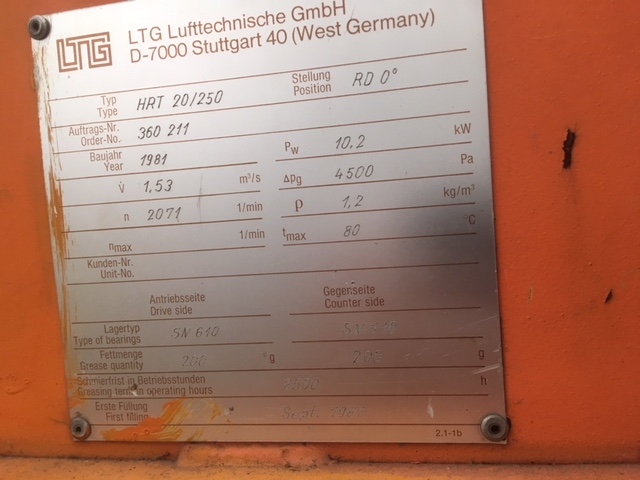 LTG LTG Lufttechnische GmbH
D-7000 Stuttgart 40 (West Germany)
Typ Type HRT 20/250 Stellung Position RD 0°
Auftrags-Nr. Order-No. 360 211
Baujahr Year 1981 Pw 10,2 kW
V̇ 1,53 m³/s Δpg 4500 Pa
n 2071 1/min ρ 1,2 kg/m³
nmax 1/min tmax 80 °C
Kunden-Nr.
Unit-No.
Antriebsseite Gegenseite
Drive side Counter side
Lagertyp
Type of bearings SN 610
Fettmenge
Grease quantity 200 g 200 g
Schmierfrist in Betriebsstunden
Greasing term in operating hours h
Erste Füllung
First filling Sept.
2.1-1b